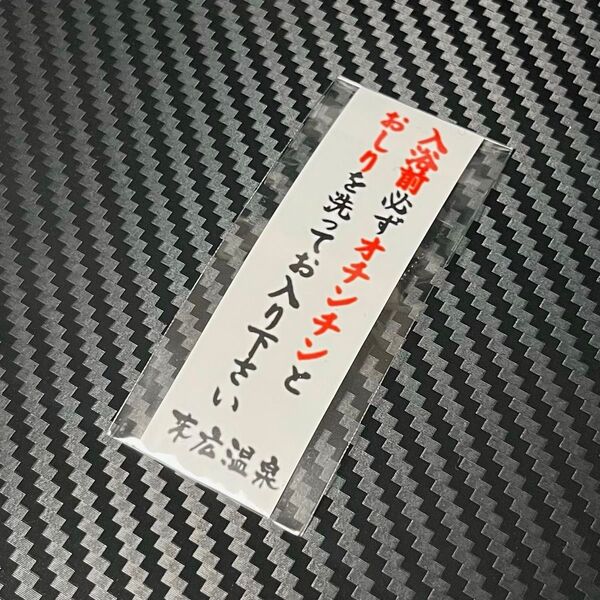 入浴前必ずオチンチンと
おしりを洗ってお入り下さい
末広温泉